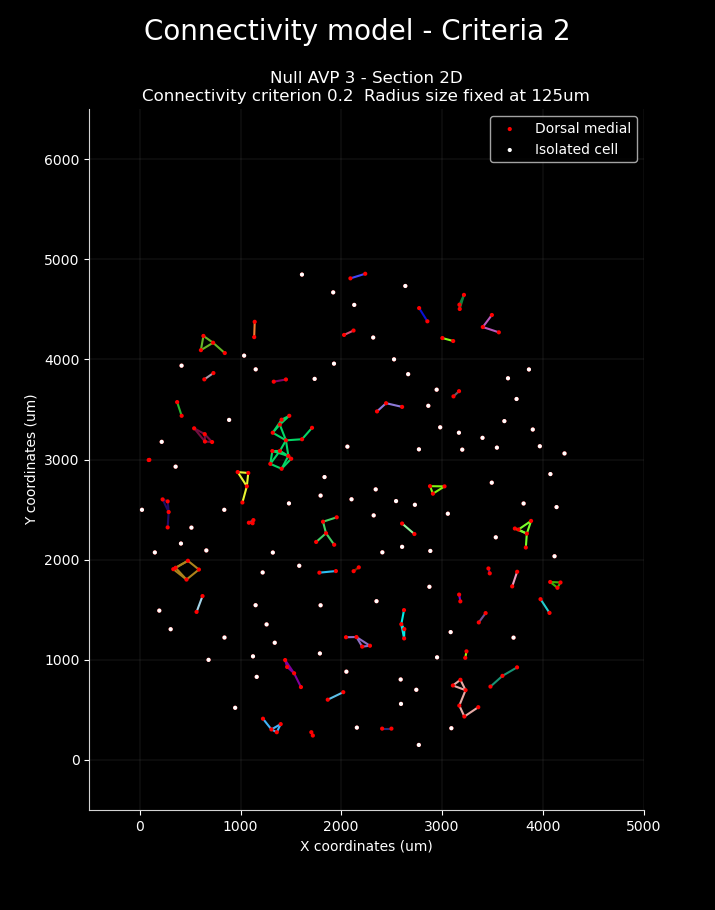 Connectivity model - Criteria 2
Null AVP 3 - Section 2D
Connectivity criterion 0.2  Radius size fixed at 125um
Dorsal medial
Isolated cell
Y coordinates (um)
6000
5000
4000
3000
2000
1000
0
0 1000 2000 3000 4000 5000
X coordinates (um)